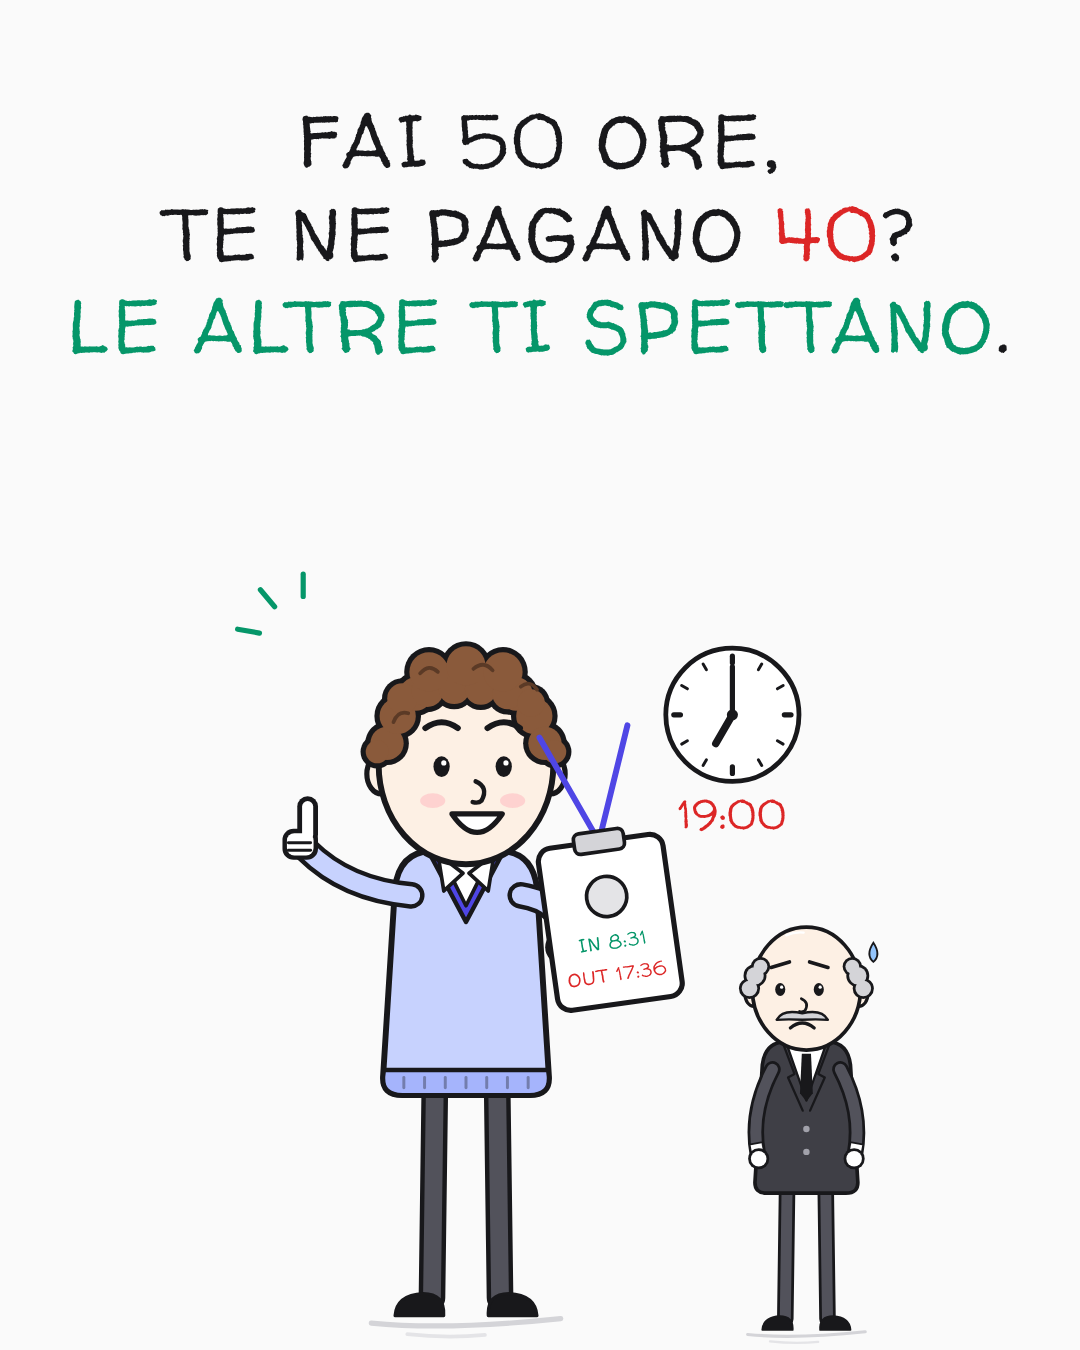 FAI 50 ORE,
TE NE PAGANO 40?
LE ALTRE TI SPETTANO.
19:00
IN 8:31
OUT 17:36